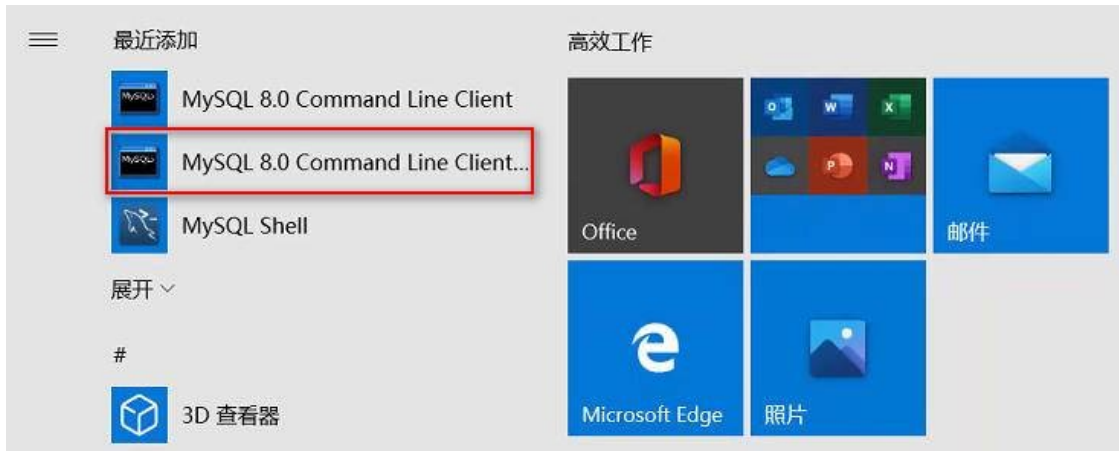 最近添加
MySQL 8.0 Command Line Client
MySQL 8.0 Command Line Client...
MySQL Shell
展开
#
3D 查看器
高效工作
Office
邮件
Microsoft Edge
照片